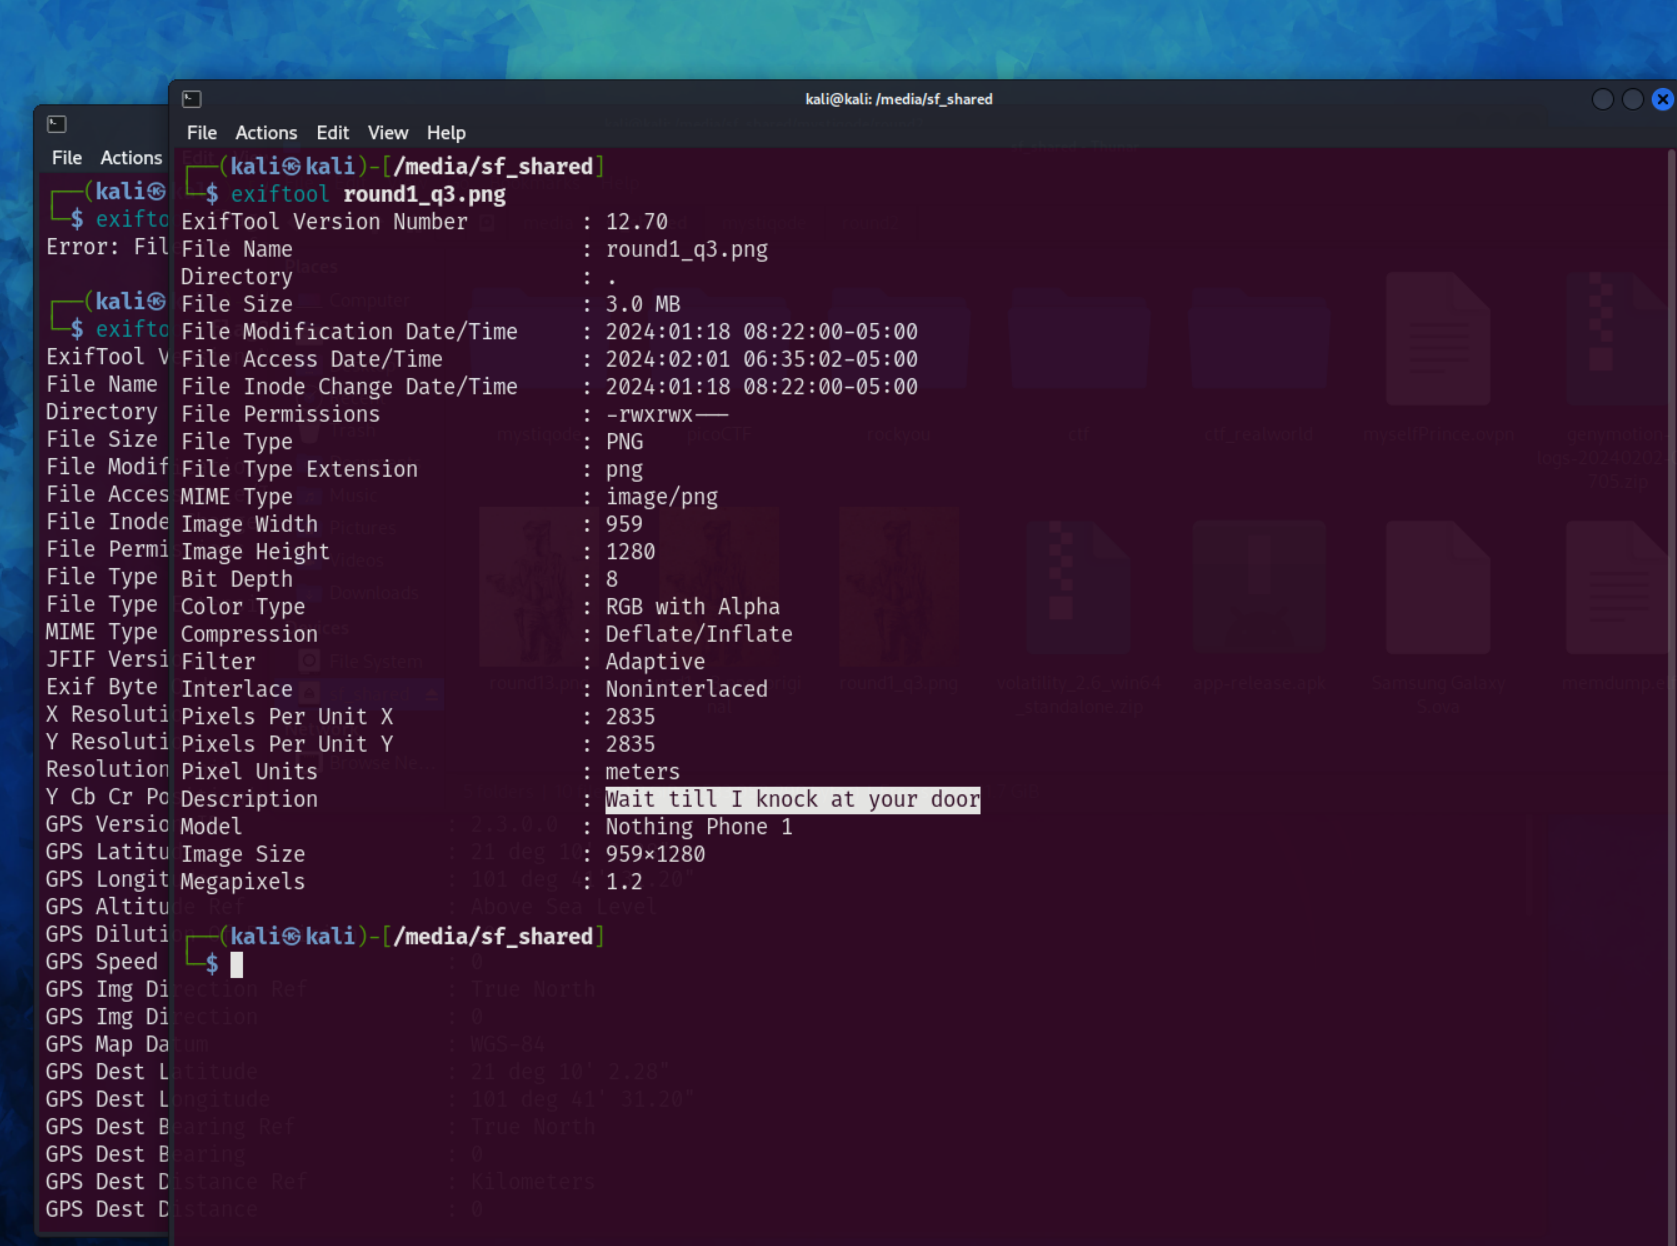 kali@kali: /media/sf_shared
File Actions Edit View Help
┌──(kali㉿kali)-[/media/sf_shared]
└─$ exiftool round1_q3.png
ExifTool Version Number : 12.70
File Name : round1_q3.png
Directory : .
File Size : 3.0 MB
File Modification Date/Time : 2024:01:18 08:22:00-05:00
File Access Date/Time : 2024:02:01 06:35:02-05:00
File Inode Change Date/Time : 2024:01:18 08:22:00-05:00
File Permissions : -rwxrwx---
File Type : PNG
File Type Extension : png
MIME Type : image/png
Image Width : 959
Image Height : 1280
Bit Depth : 8
Color Type : RGB with Alpha
Compression : Deflate/Inflate
Filter : Adaptive
Interlace : Noninterlaced
Pixels Per Unit X : 2835
Pixels Per Unit Y : 2835
Pixel Units : meters
Description : Wait till I knock at your door
Model : Nothing Phone 1
Image Size : 959×1280
Megapixels : 1.2
┌──(kali㉿kali)-[/media/sf_shared]
└─$
File Actions
┌──(kali㉿
└─$ exifto
Error: Fil
┌──(kali㉿
└─$ exifto
ExifTool V
File Name
Directory
File Size
File Modif
File Acces
File Inode
File Permi
File Type
File Type
MIME Type
JFIF Versi
Exif Byte
X Resoluti
Y Resoluti
Resolution
Y Cb Cr Po
GPS Versio : 2.3.0.0
GPS Latitu : 21 deg 10'
GPS Longit : 101 deg 41' 31.20"
GPS Altitude Ref : Above Sea Level
GPS Diluti
GPS Speed : 0
GPS Img Direction Ref : True North
GPS Img Direction : 0
GPS Map Datum : WGS-84
GPS Dest Latitude : 21 deg 10' 2.28"
GPS Dest Longitude : 101 deg 41' 31.20"
GPS Dest Bearing Ref : True North
GPS Dest Bearing : 0
GPS Dest Distance Ref : Kilometers
GPS Dest Distance : 0